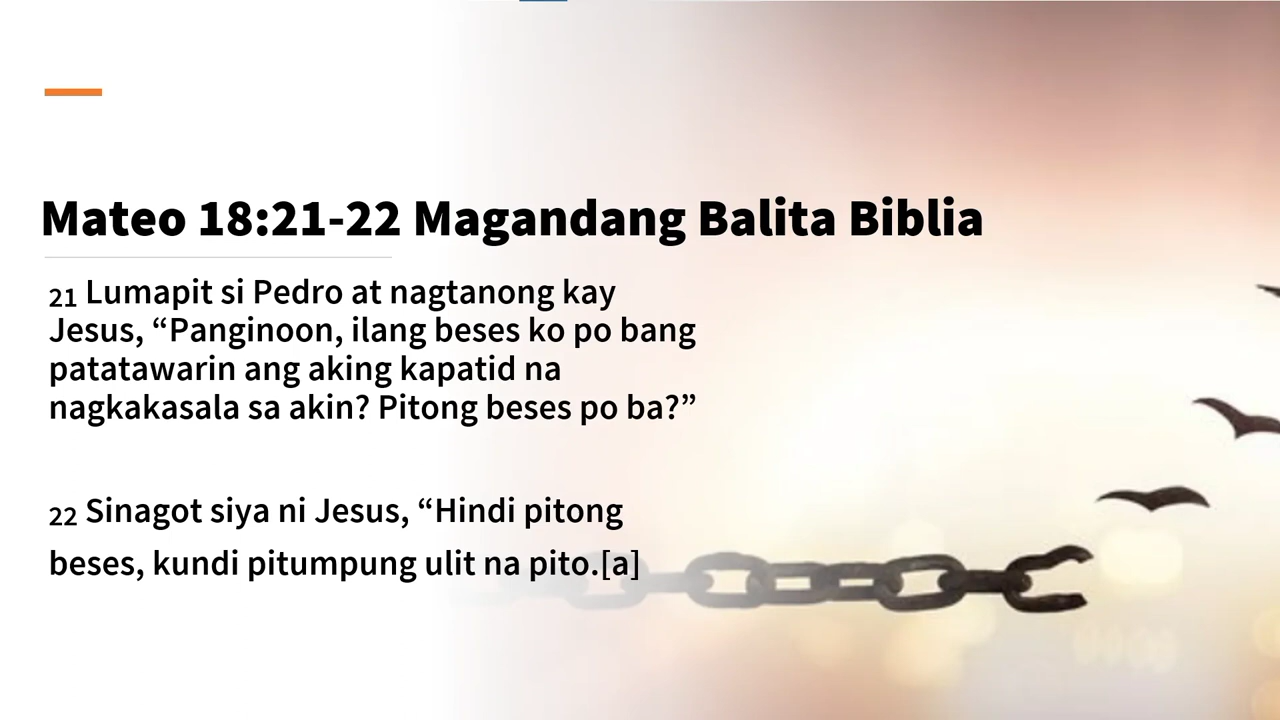 Mateo 18:21-22 Magandang Balita Biblia
21 Lumapit si Pedro at nagtanong kay
Jesus, “Panginoon, ilang beses ko po bang
patatawarin ang aking kapatid na
nagkakasala sa akin? Pitong beses po ba?”
22 Sinagot siya ni Jesus, “Hindi pitong
beses, kundi pitumpung ulit na pito.[a]